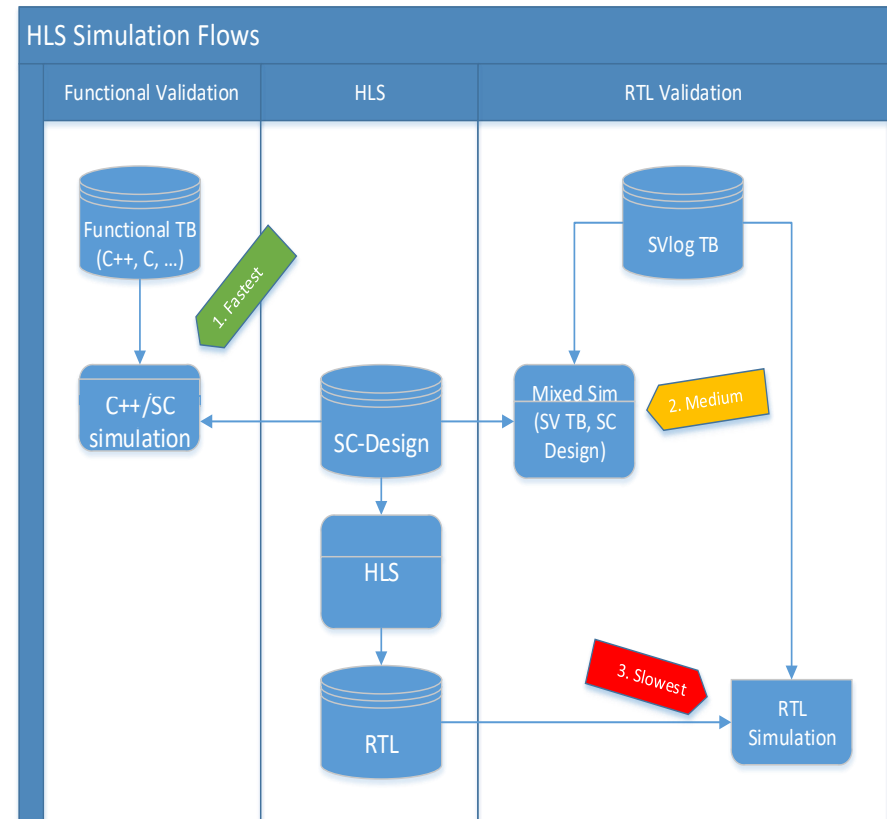 HLS Simulation Flows
Functional Validation
HLS
RTL Validation
Functional TB
(C++, C, ...)
SVlog TB
1. Fastest
C++/SC
simulation
SC-Design
Mixed Sim
(SV TB, SC
Design)
2. Medium
HLS
3. Slowest
RTL
RTL
Simulation